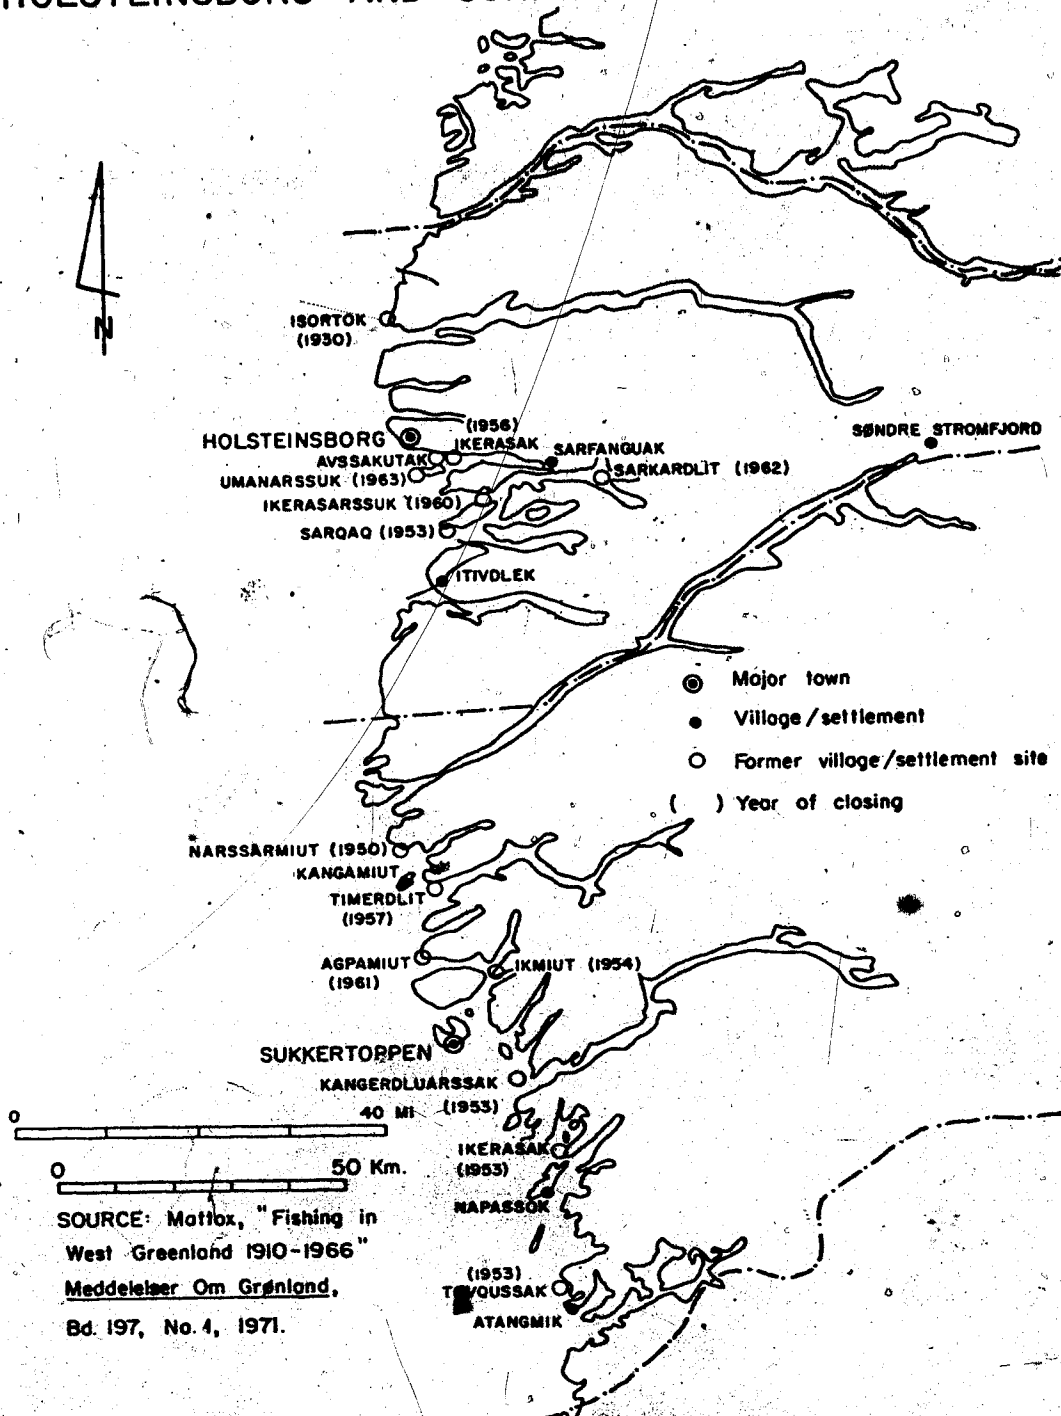 HOLSTEINSBORG AND
N
ISORTOK
(1930)
HOLSTEINSBORG
(1956)
IKERASAK
AVSSAKUTAK
SARFANGUAK
SØNDRE STROMFJORD
UMANARSSUK (1963)
SARKARDLIT (1962)
IKERASARSSUK (1960)
SARQAQ (1953)
ITIVDLEK
Major town
Village/settlement
Former village/settlement site
( ) Year of closing
NARSSARMIUT (1950)
KANGAMIUT
TIMERDLIT
(1957)
AGPAMIUT
(1961)
IKMIUT (1954)
SUKKERTOPPEN
KANGERDLUARSSAK
(1953)
0 40 MI
IKERASAK
(1953)
0 50 Km.
NAPASSOK
SOURCE: Mattox, "Fishing in
West Greenland 1910-1966"
Meddelelser Om Grønland,
Bd. 197, No. 4, 1971.
(1953)
ATANGMIK